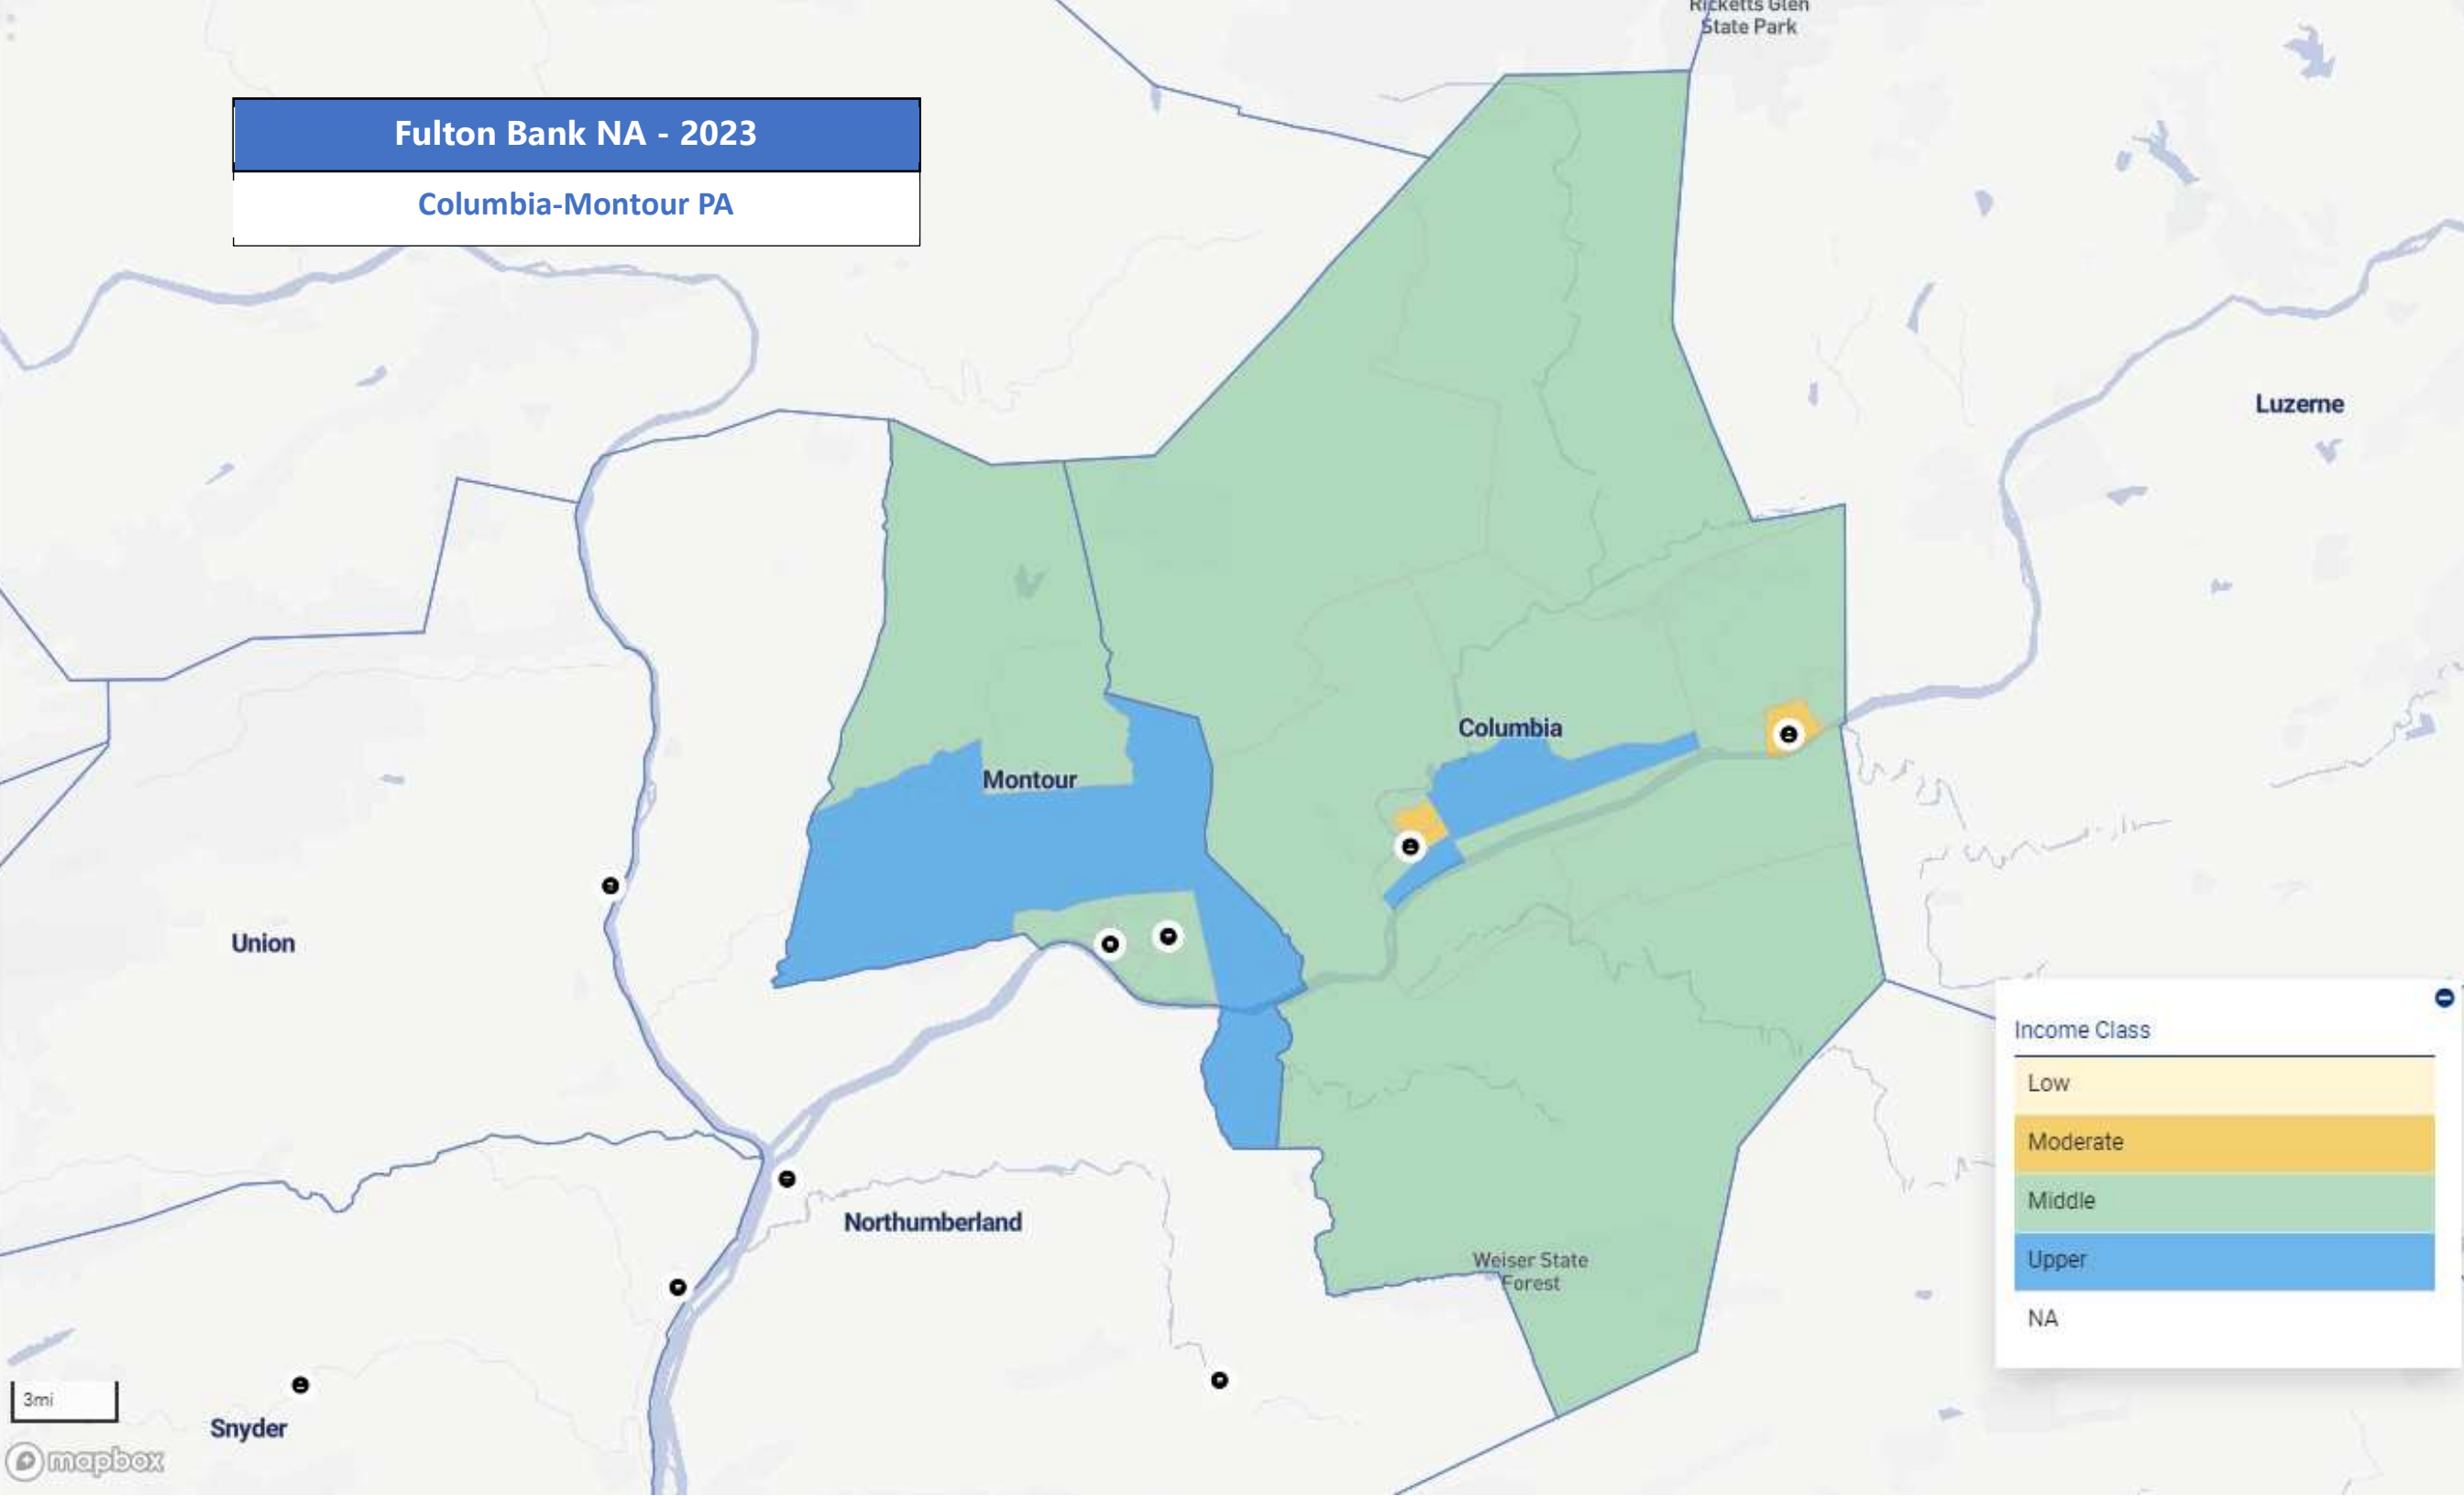 Ricketts Glen
State Park
Fulton Bank NA - 2023
Columbia-Montour PA
Luzerne
Columbia
Montour
Union
Income Class
Low
Moderate
Middle
Upper
NA
Northumberland
Weiser State
Forest
3mi
Snyder
mapbox